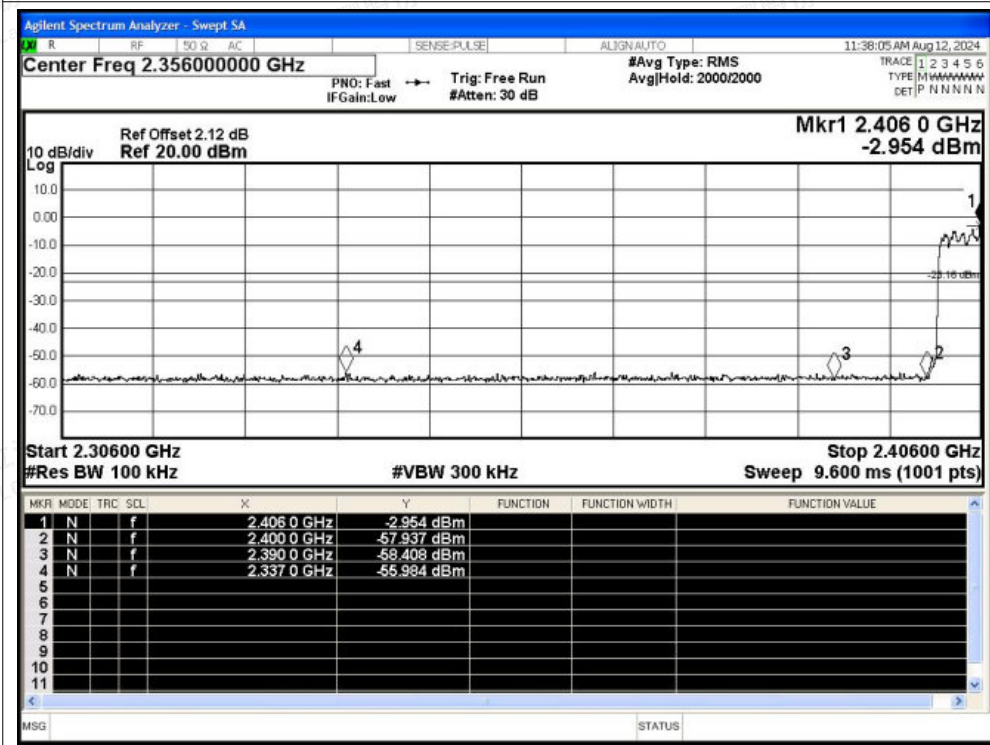 Agilent Spectrum Analyzer - Swept SA
LXI R RF 50 Ω AC SENSE:PULSE ALIGNAUTO 11:38:05 AM Aug 12, 2024
Center Freq 2.356000000 GHz #Avg Type: RMS TRACE 1 2 3 4 5 6
PNO: Fast Trig: Free Run Avg|Hold: 2000/2000 TYPE M WWWWW
IFGain:Low #Atten: 30 dB DET P N N N N N
Mkr1 2.406 0 GHz
Ref Offset 2.12 dB
10 dB/div Ref 20.00 dBm -2.954 dBm
Log
10.0
1
0.00
-10.0
-20.0
-23.16 dBm
-30.0
-40.0
-50.0
4 3 2
-60.0
-70.0
Start 2.30600 GHz Stop 2.40600 GHz
#Res BW 100 kHz #VBW 300 kHz Sweep 9.600 ms (1001 pts)
MKR MODE TRC SCL X Y FUNCTION FUNCTION WIDTH FUNCTION VALUE
1 N f 2.406 0 GHz -2.954 dBm
2 N f 2.400 0 GHz -57.937 dBm
3 N f 2.390 0 GHz -58.408 dBm
4 N f 2.337 0 GHz -55.984 dBm
5
6
7
8
9
10
11
MSG STATUS